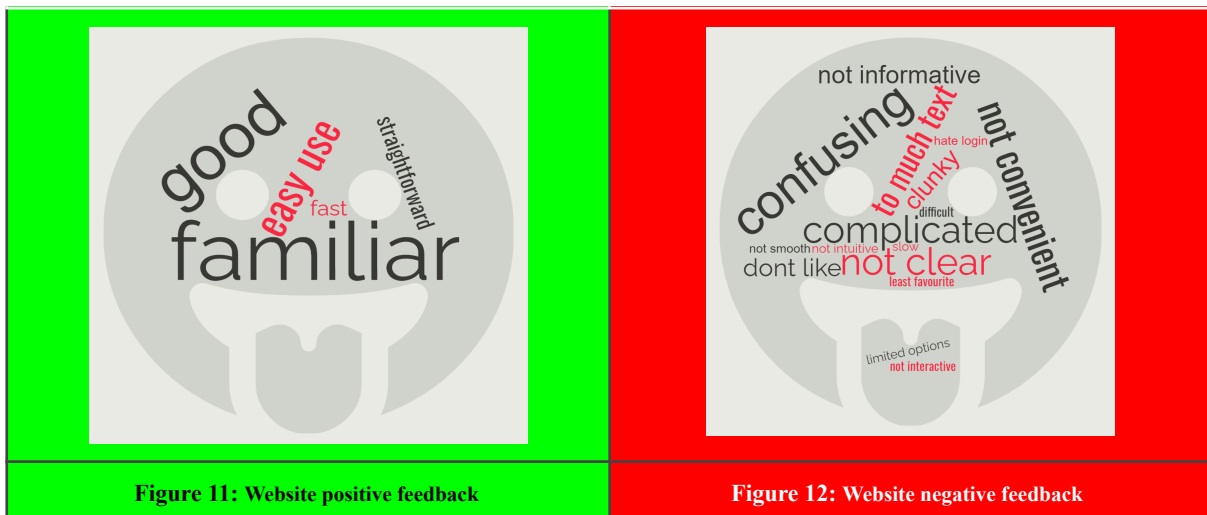 good
easy use
straightforward
fast
familiar
Figure 11: Website positive feedback
not informative
confusing
to much text
hate login
clunky
not convenient
difficult
complicated
not smooth
not intuitive
slow
dont like
not clear
least favourite
limited options
not interactive
Figure 12: Website negative feedback